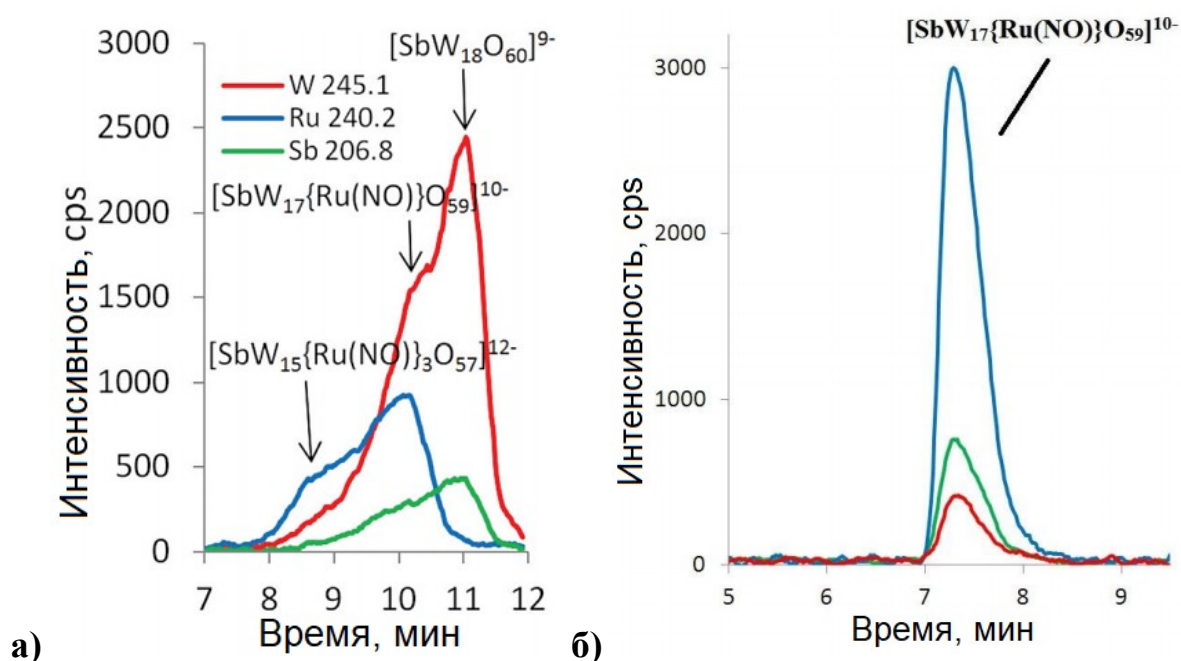 3000
2500
2000
1500
1000
500
0
7 8 9 10 11 12
Интенсивность, cps
Время, мин
W 245.1
Ru 240.2
Sb 206.8
[SbW₁₈O₆₀]⁹⁻
[SbW₁₇{Ru(NO)}O₅₉]¹⁰⁻
[SbW₁₅{Ru(NO)}₃O₅₇]¹²⁻
а)
[SbW₁₇{Ru(NO)}O₅₉]¹⁰⁻
3000
2000
1000
0
5 6 7 8 9
Интенсивность, cps
Время, мин
б)